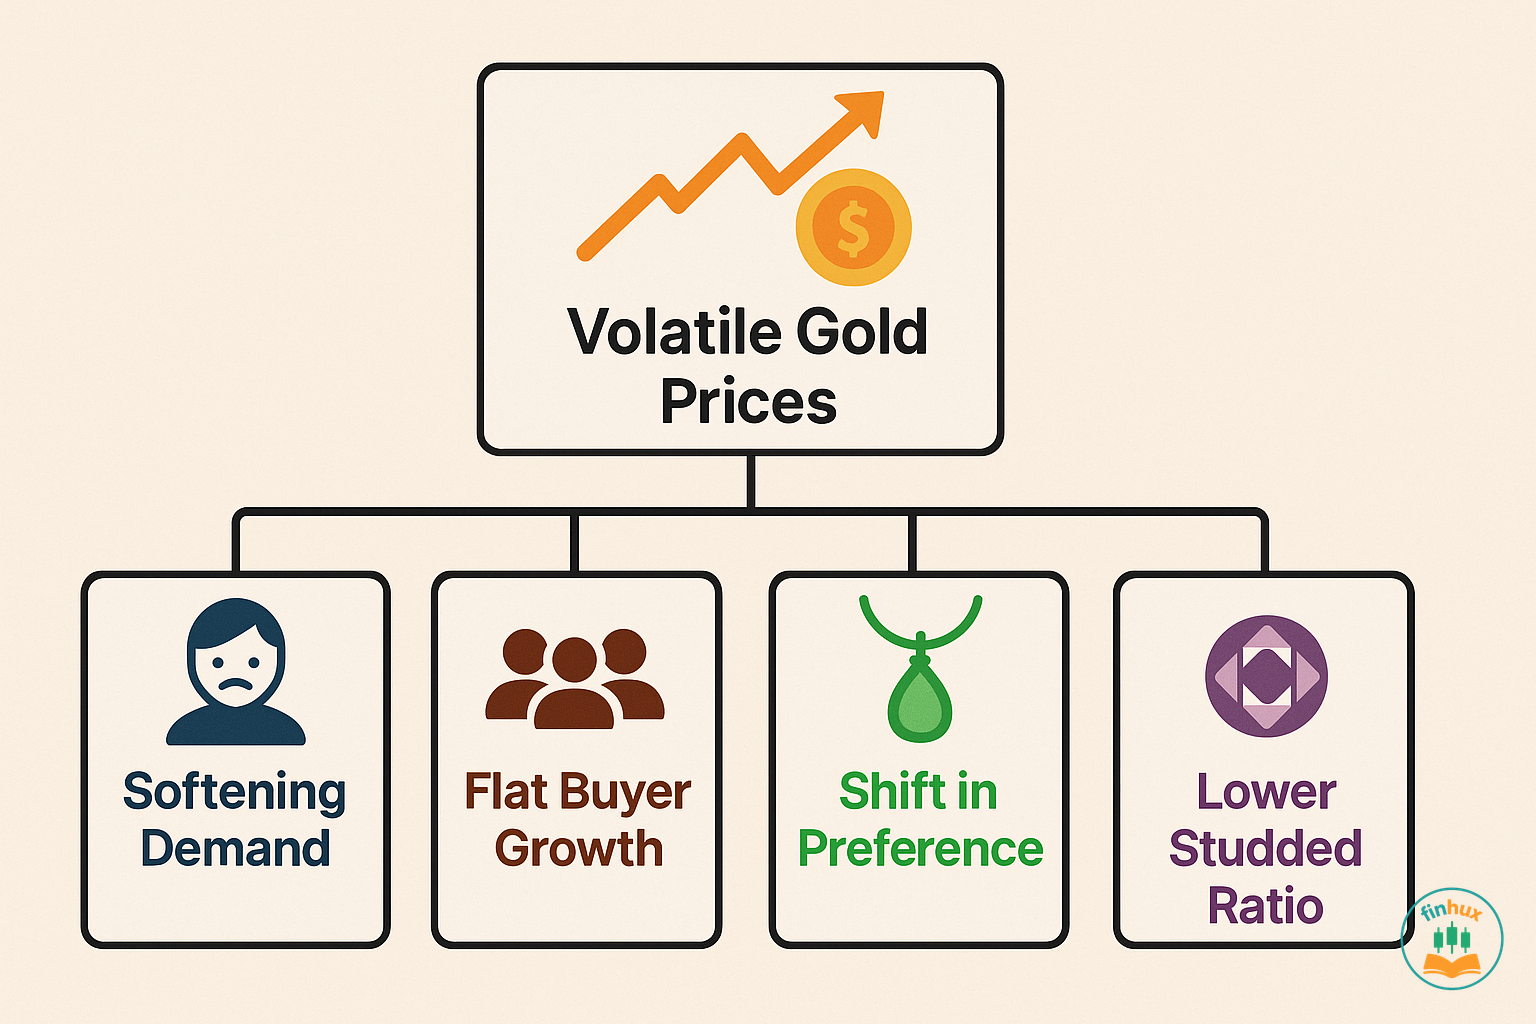 $
Volatile Gold
Prices
Softening
Demand
Flat Buyer
Growth
Shift in
Preference
Lower
Studded
Ratio
finhux